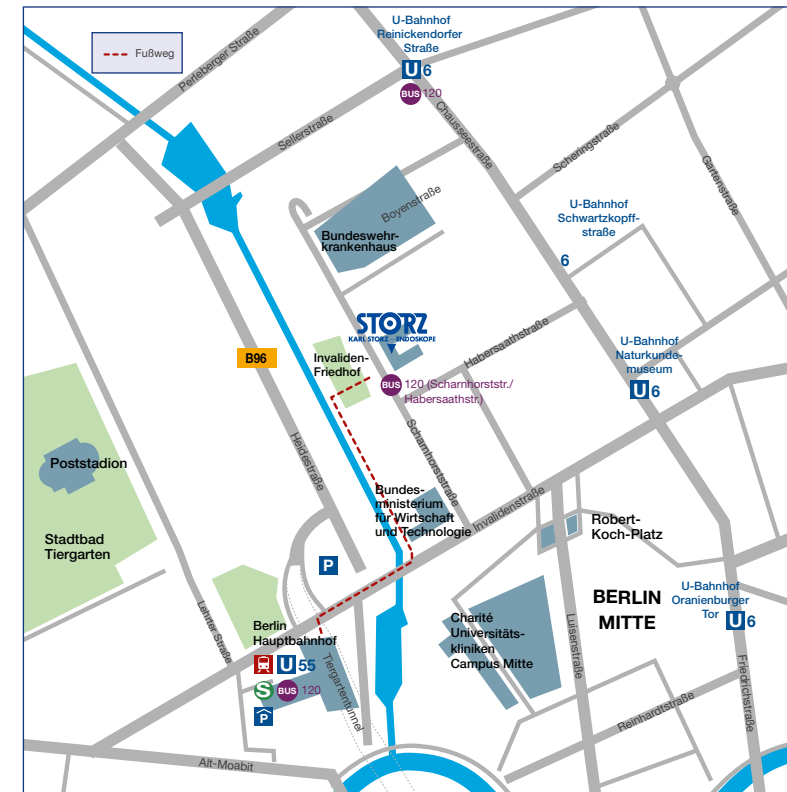 Fußweg
Perleberger Straße
U-Bahnhof
Reinickendorfer
Straße
U 6
BUS 120
Sellerstraße
Chausseestraße
Scheringstraße
Gartenstraße
Boyenstraße
Bundeswehr-
krankenhaus
U-Bahnhof
Schwartzkopff-
straße
6
STORZ
KARL STORZ – ENDOSKOPE
Habersaathstraße
U-Bahnhof
Naturkunde-
museum
U 6
B96
Invaliden-
Friedhof
BUS 120 (Scharnhorststr./
Habersaathstr.)
Scharnhorststraße
Heidestraße
Poststadion
Stadtbad
Tiergarten
Bundes-
ministerium
für Wirtschaft
und Technologie
Invalidenstraße
Robert-
Koch-Platz
P
BERLIN
MITTE
U-Bahnhof
Oranienburger
Tor
U 6
Lehrter Straße
Berlin
Hauptbahnhof
U 55
S BUS 120
P
Tiergartentunnel
Charité
Universitäts-
kliniken
Campus Mitte
Luisenstraße
Friedrichstraße
Reinhardtstraße
Alt-Moabit